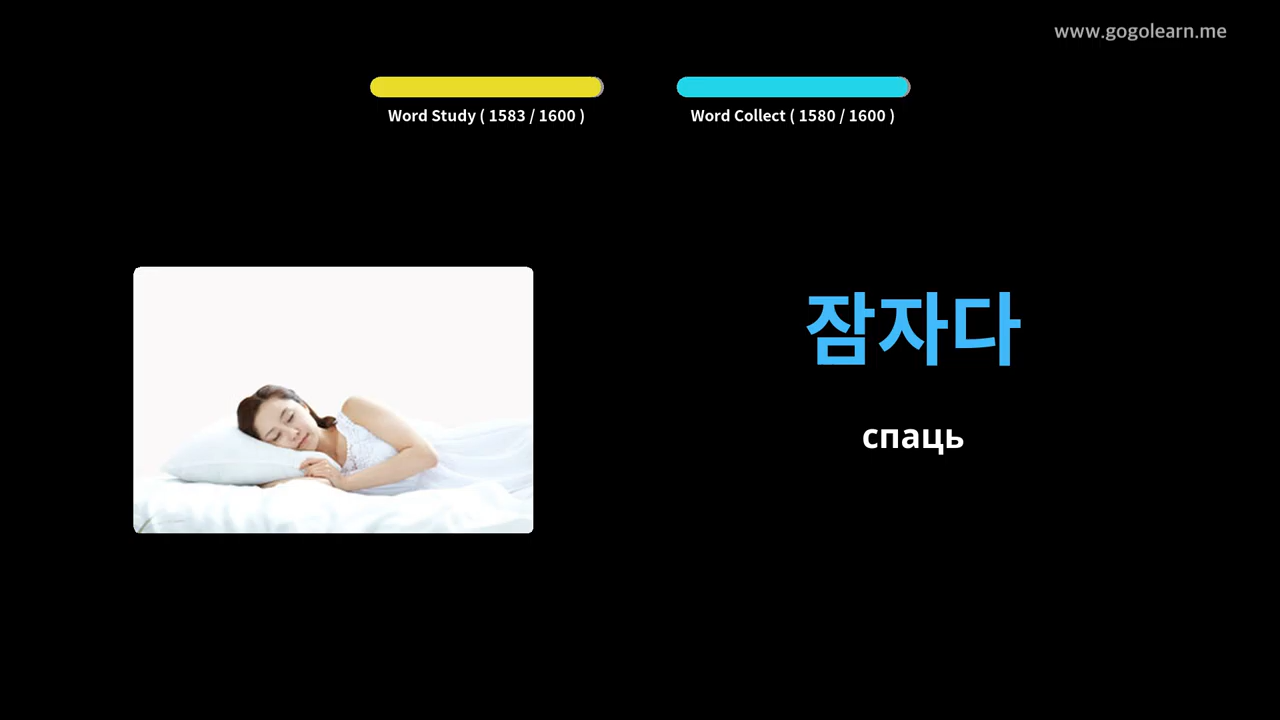 www.gogolearn.me
Word Study ( 1583 / 1600 )
Word Collect ( 1580 / 1600 )
잠자다
спаць